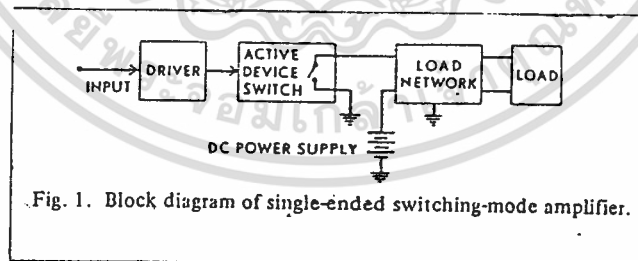 ACTIVE
DEVICE
SWITCH
DRIVER
INPUT
LOAD
NETWORK
LOAD
DC POWER SUPPLY
Fig. 1. Block diagram of single-ended switching-mode amplifier.